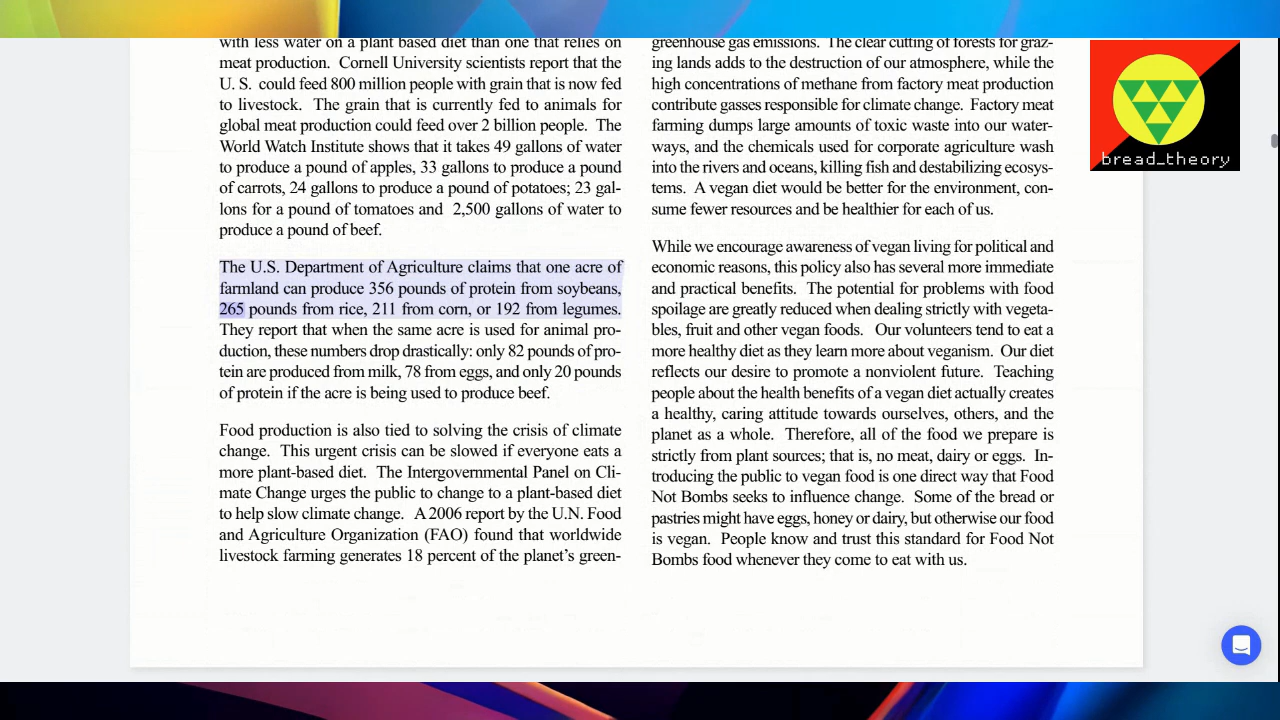 with less water on a plant based diet than one that relies on
meat production. Cornell University scientists report that the
U. S. could feed 800 million people with grain that is now fed
to livestock. The grain that is currently fed to animals for
global meat production could feed over 2 billion people. The
World Watch Institute shows that it takes 49 gallons of water
to produce a pound of apples, 33 gallons to produce a pound
of carrots, 24 gallons to produce a pound of potatoes; 23 gal-
lons for a pound of tomatoes and 2,500 gallons of water to
produce a pound of beef.
The U.S. Department of Agriculture claims that one acre of
farmland can produce 356 pounds of protein from soybeans,
265 pounds from rice, 211 from corn, or 192 from legumes.
They report that when the same acre is used for animal pro-
duction, these numbers drop drastically: only 82 pounds of pro-
tein are produced from milk, 78 from eggs, and only 20 pounds
of protein if the acre is being used to produce beef.
Food production is also tied to solving the crisis of climate
change. This urgent crisis can be slowed if everyone eats a
more plant-based diet. The Intergovernmental Panel on Cli-
mate Change urges the public to change to a plant-based diet
to help slow climate change. A 2006 report by the U.N. Food
and Agriculture Organization (FAO) found that worldwide
livestock farming generates 18 percent of the planet's green-
greenhouse gas emissions. The clear cutting of forests for graz-
ing lands adds to the destruction of our atmosphere, while the
high concentrations of methane from factory meat production
contribute gasses responsible for climate change. Factory meat
farming dumps large amounts of toxic waste into our water-
ways, and the chemicals used for corporate agriculture wash
into the rivers and oceans, killing fish and destabilizing ecosys-
tems. A vegan diet would be better for the environment, con-
sume fewer resources and be healthier for each of us.
While we encourage awareness of vegan living for political and
economic reasons, this policy also has several more immediate
and practical benefits. The potential for problems with food
spoilage are greatly reduced when dealing strictly with vegeta-
bles, fruit and other vegan foods. Our volunteers tend to eat a
more healthy diet as they learn more about veganism. Our diet
reflects our desire to promote a nonviolent future. Teaching
people about the health benefits of a vegan diet actually creates
a healthy, caring attitude towards ourselves, others, and the
planet as a whole. Therefore, all of the food we prepare is
strictly from plant sources; that is, no meat, dairy or eggs. In-
troducing the public to vegan food is one direct way that Food
Not Bombs seeks to influence change. Some of the bread or
pastries might have eggs, honey or dairy, but otherwise our food
is vegan. People know and trust this standard for Food Not
Bombs food whenever they come to eat with us.
bread_theory